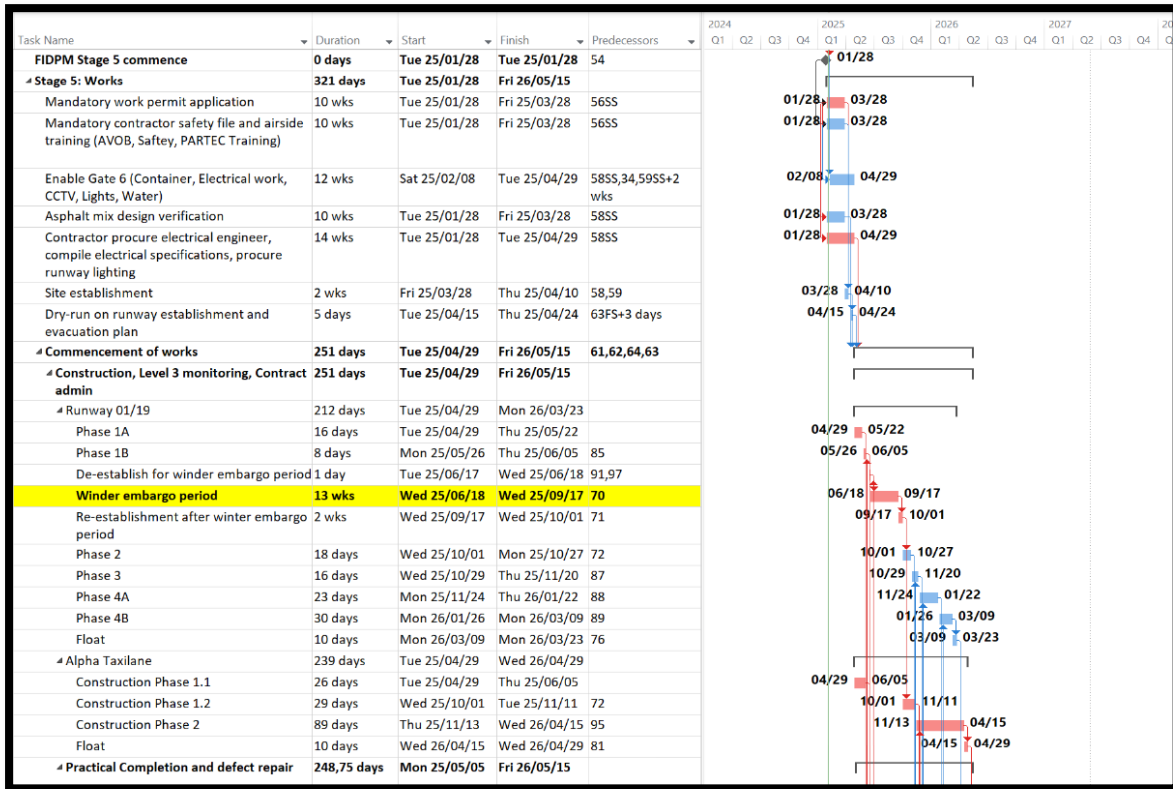 2024 2025 2026 2027 20
Task Name Duration Start Finish Predecessors Q1 Q2 Q3 Q4 Q1 Q2 Q3 Q4 Q1 Q2 Q3 Q4 Q1 Q2 Q3 Q4 Q
FIDPM Stage 5 commence 0 days Tue 25/01/28 Tue 25/01/28 54 01/28
Stage 5: Works 321 days Tue 25/01/28 Fri 26/05/15
Mandatory work permit application 10 wks Tue 25/01/28 Fri 25/03/28 56SS 01/28 03/28
Mandatory contractor safety file and airside 10 wks Tue 25/01/28 Fri 25/03/28 56SS 01/28 03/28
training (AVOB, Saftey, PARTEC Training)
Enable Gate 6 (Container, Electrical work, 12 wks Sat 25/02/08 Tue 25/04/29 58SS,34,59SS+2 02/08 04/29
CCTV, Lights, Water) wks
Asphalt mix design verification 10 wks Tue 25/01/28 Fri 25/03/28 58SS 01/28 03/28
Contractor procure electrical engineer, 14 wks Tue 25/01/28 Tue 25/04/29 58SS 01/28 04/29
compile electrical specifications, procure
runway lighting
Site establishment 2 wks Fri 25/03/28 Thu 25/04/10 58,59 03/28 04/10
Dry-run on runway establishment and 5 days Tue 25/04/15 Thu 25/04/24 63FS+3 days 04/15 04/24
evacuation plan
Commencement of works 251 days Tue 25/04/29 Fri 26/05/15 61,62,64,63
Construction, Level 3 monitoring, Contract 251 days Tue 25/04/29 Fri 26/05/15
admin
Runway 01/19 212 days Tue 25/04/29 Mon 26/03/23
Phase 1A 16 days Tue 25/04/29 Thu 25/05/22 04/29 05/22
Phase 1B 8 days Mon 25/05/26 Thu 25/06/05 85 05/26 06/05
De-establish for winder embargo period 1 day Tue 25/06/17 Wed 25/06/18 91,97
Winder embargo period 13 wks Wed 25/06/18 Wed 25/09/17 70 06/18 09/17
Re-establishment after winter embargo 2 wks Wed 25/09/17 Wed 25/10/01 71 09/17 10/01
period
Phase 2 18 days Wed 25/10/01 Mon 25/10/27 72 10/01 10/27
Phase 3 16 days Wed 25/10/29 Thu 25/11/20 87 10/29 11/20
Phase 4A 23 days Mon 25/11/24 Thu 26/01/22 88 11/24 01/22
Phase 4B 30 days Mon 26/01/26 Mon 26/03/09 89 01/26 03/09
Float 10 days Mon 26/03/09 Mon 26/03/23 76 03/09 03/23
Alpha Taxilane 239 days Tue 25/04/29 Wed 26/04/29
Construction Phase 1.1 26 days Tue 25/04/29 Thu 25/06/05 04/29 06/05
Construction Phase 1.2 29 days Wed 25/10/01 Tue 25/11/11 72 10/01 11/11
Construction Phase 2 89 days Thu 25/11/13 Wed 26/04/15 95 11/13 04/15
Float 10 days Wed 26/04/15 Wed 26/04/29 81 04/15 04/29
Practical Completion and defect repair 248,75 days Mon 25/05/05 Fri 26/05/15